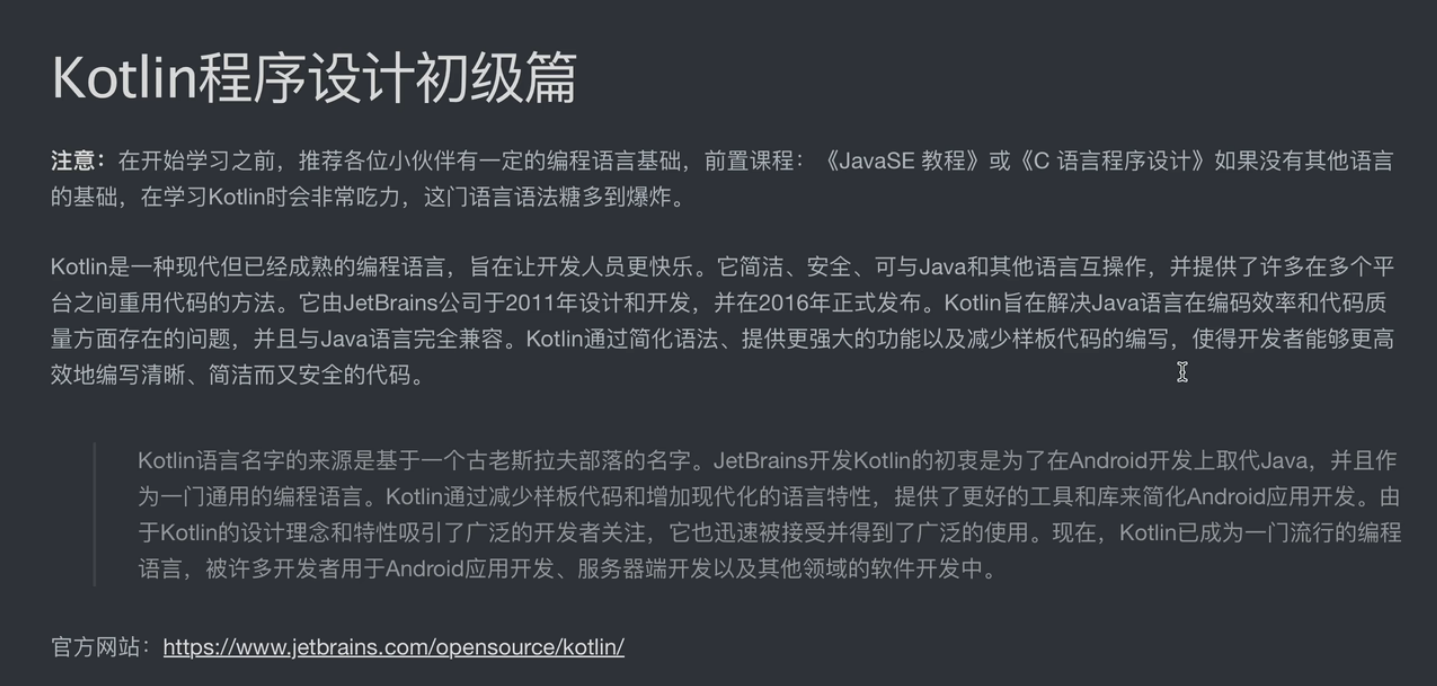 Kotlin程序设计初级篇
注意：在开始学习之前，推荐各位小伙伴有一定的编程语言基础，前置课程：《JavaSE 教程》或《C 语言程序设计》如果没有其他语言
的基础，在学习Kotlin时会非常吃力，这门语言语法糖多到爆炸。
Kotlin是一种现代但已经成熟的编程语言，旨在让开发人员更快乐。它简洁、安全、可与Java和其他语言互操作，并提供了许多在多个平
台之间重用代码的方法。它由JetBrains公司于2011年设计和开发，并在2016年正式发布。Kotlin旨在解决Java语言在编码效率和代码质
量方面存在的问题，并且与Java语言完全兼容。Kotlin通过简化语法、提供更强大的功能以及减少样板代码的编写，使得开发者能够更高
效地编写清晰、简洁而又安全的代码。
Kotlin语言名字的来源是基于一个古老斯拉夫部落的名字。JetBrains开发Kotlin的初衷是为了在Android开发上取代Java，并且作
为一门通用的编程语言。Kotlin通过减少样板代码和增加现代化的语言特性，提供了更好的工具和库来简化Android应用开发。由
于Kotlin的设计理念和特性吸引了广泛的开发者关注，它也迅速被接受并得到了广泛的使用。现在，Kotlin已成为一门流行的编程
语言，被许多开发者用于Android应用开发、服务器端开发以及其他领域的软件开发中。
官方网站：https://www.jetbrains.com/opensource/kotlin/